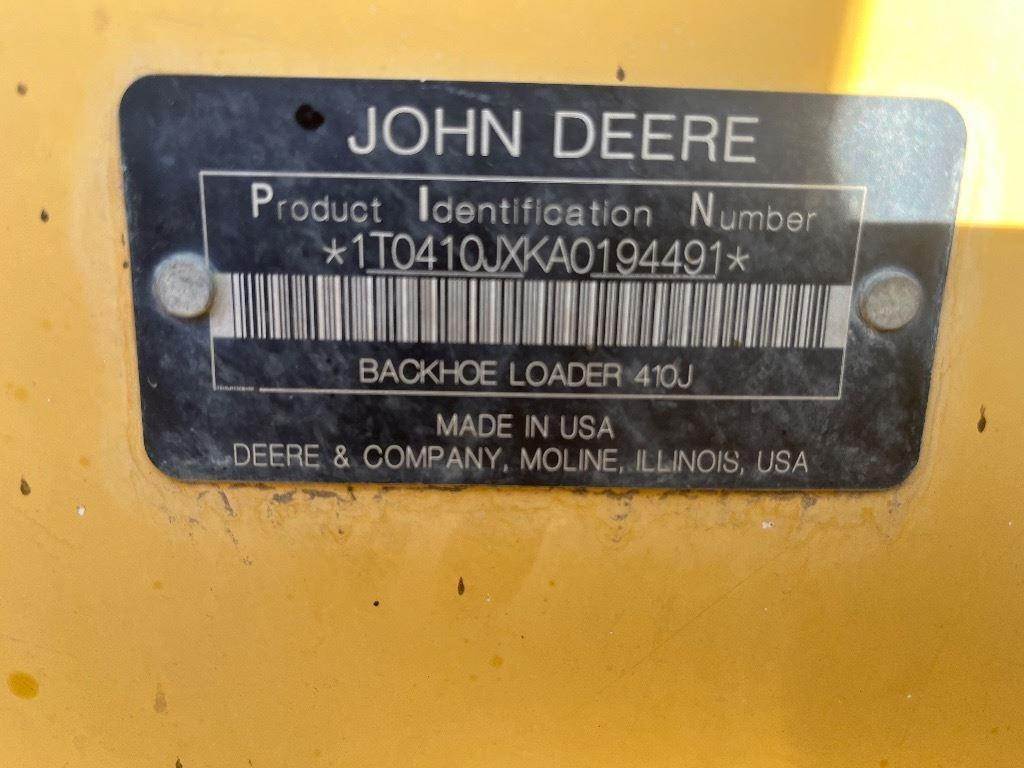 JOHN DEERE
Product Identification Number
*1T0410JXKA0194491*
BACKHOE LOADER 410J
MADE IN USA
DEERE & COMPANY, MOLINE, ILLINOIS, USA